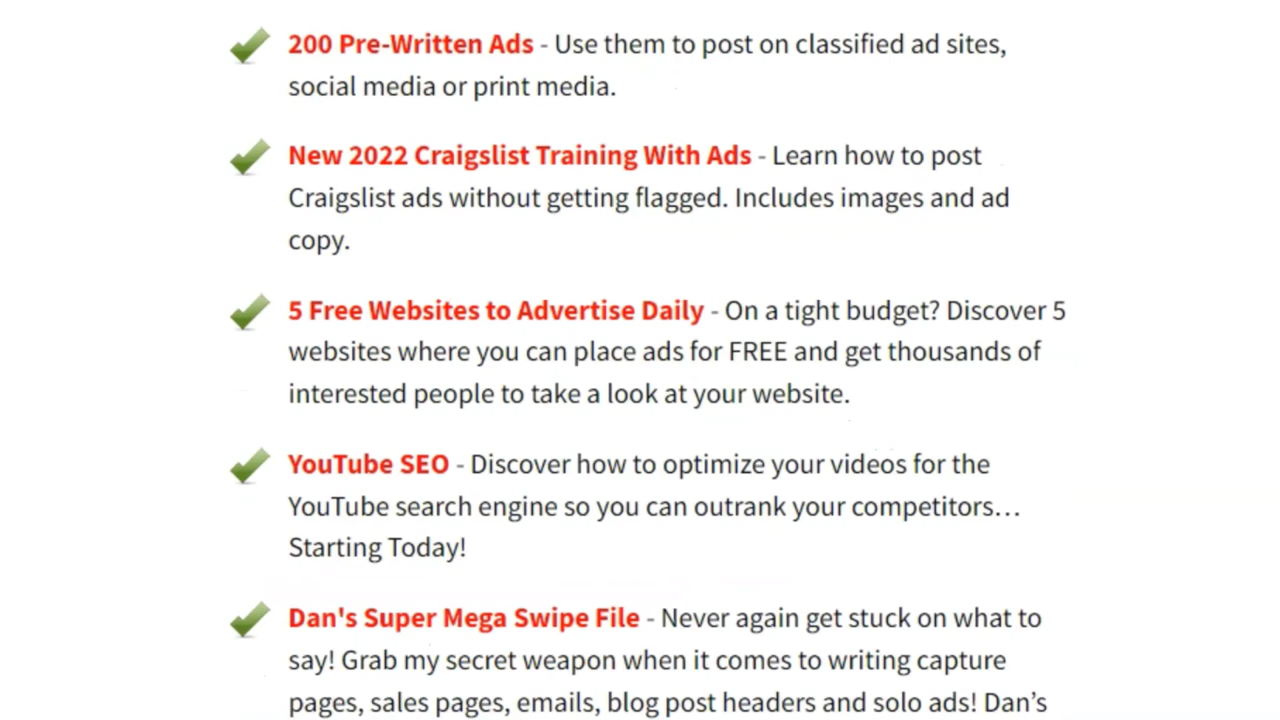 200 Pre-Written Ads - Use them to post on classified ad sites,
social media or print media.
New 2022 Craigslist Training With Ads - Learn how to post
Craigslist ads without getting flagged. Includes images and ad
copy.
5 Free Websites to Advertise Daily - On a tight budget? Discover 5
websites where you can place ads for FREE and get thousands of
interested people to take a look at your website.
YouTube SEO - Discover how to optimize your videos for the
YouTube search engine so you can outrank your competitors…
Starting Today!
Dan's Super Mega Swipe File - Never again get stuck on what to
say! Grab my secret weapon when it comes to writing capture
pages, sales pages, emails, blog post headers and solo ads! Dan’s